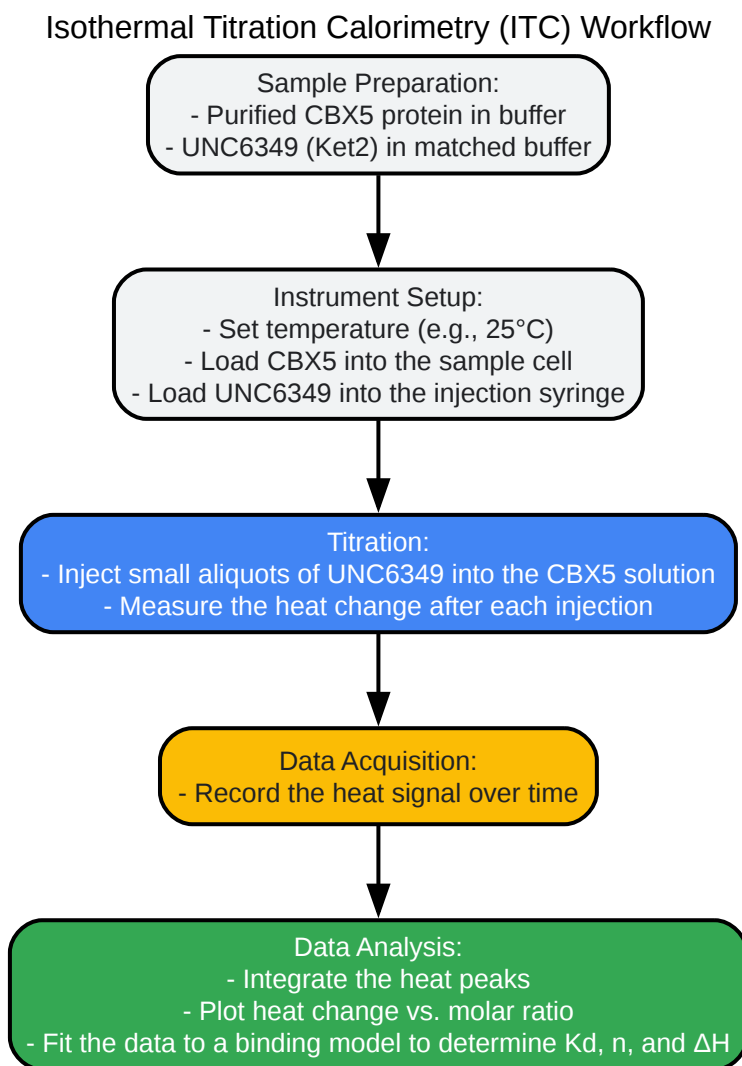 Isothermal Titration Calorimetry (ITC) Workflow
Sample Preparation:
- Purified CBX5 protein in buffer
- UNC6349 (Ket2) in matched buffer
Instrument Setup:
- Set temperature (e.g., 25°C)
- Load CBX5 into the sample cell
- Load UNC6349 into the injection syringe
Titration:
- Inject small aliquots of UNC6349 into the CBX5 solution
- Measure the heat change after each injection
Data Acquisition:
- Record the heat signal over time
Data Analysis:
- Integrate the heat peaks
- Plot heat change vs. molar ratio
- Fit the data to a binding model to determine Kd, n, and ΔH